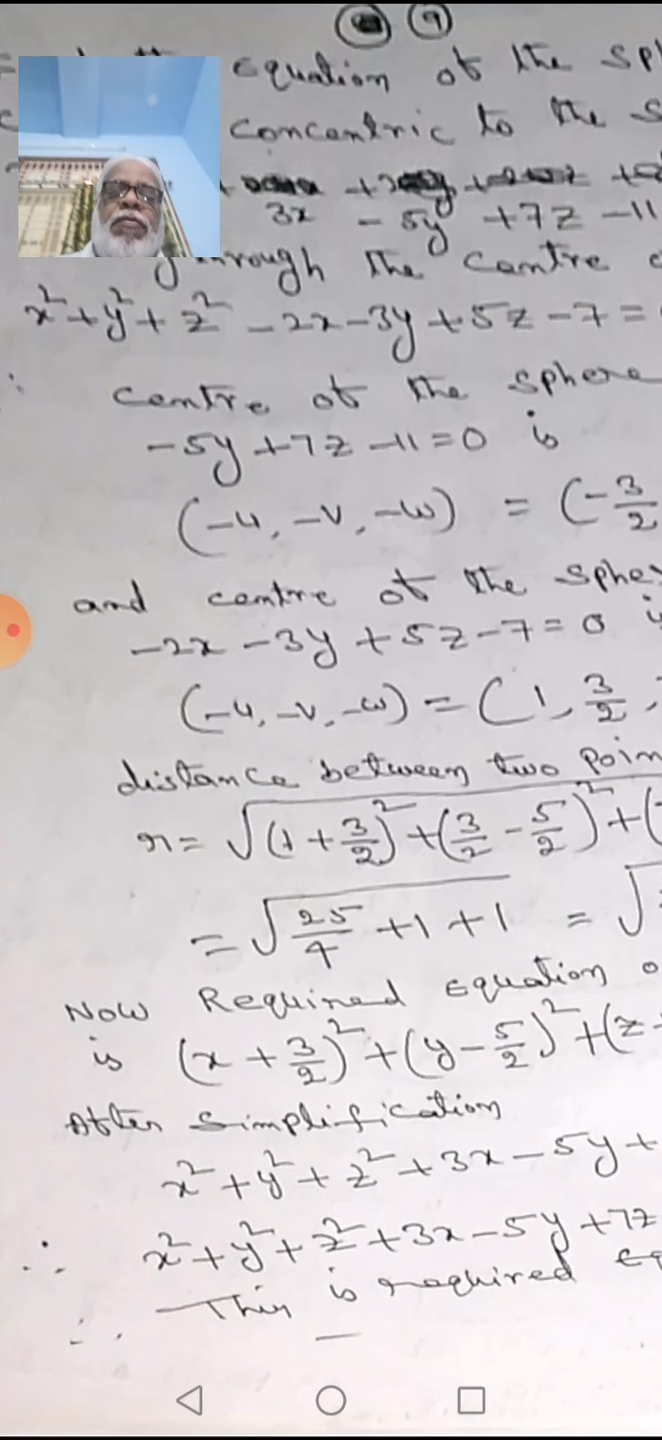 9
Equation of the
concentric to the
3x - 5y + 7z - 11
through the centre
x² + y² + z² - 2x - 3y + 5z - 7 =
centre of the sphere
- 5y + 7z - 11 = 0 is
(-u, -v, -w) = (-3/2
and centre of the
- 2x - 3y + 5z - 7 = 0
(-u, -v, -w) = (1, 3/2,
distance between two
r = √(1 + 3/2)² + (3/2 - 5/2)² + (
= √25/4 + 1 + 1 = √
Now Required Equation
is (x + 3/2)² + (y - 5/2)² + (z
After simplification
x² + y² + z² + 3x - 5y +
∴ x² + y² + z² + 3x - 5y + 7z
∴ This is required